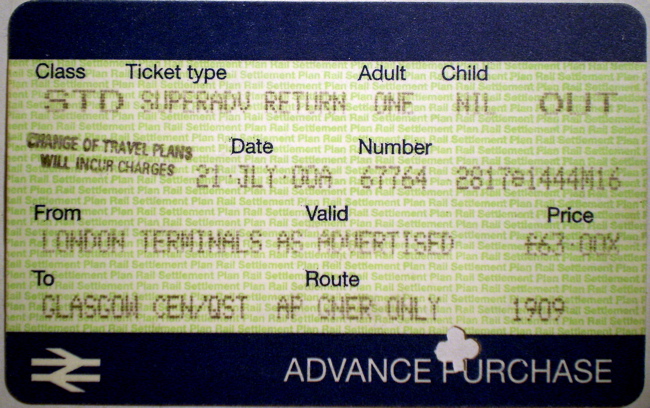 Class Ticket type Adult Child
STD SUPERADV RETURN ONE NIL OUT
CHANGE OF TRAVEL PLANS
WILL INCUR CHARGES
Date Number
21·JLY·00A 67764 2817@1444M16
From Valid Price
LONDON TERMINALS AS ADVERTISED £63·00X
To Route
GLASGOW CEN/QST AP GNER ONLY 1909
ADVANCE PURCHASE